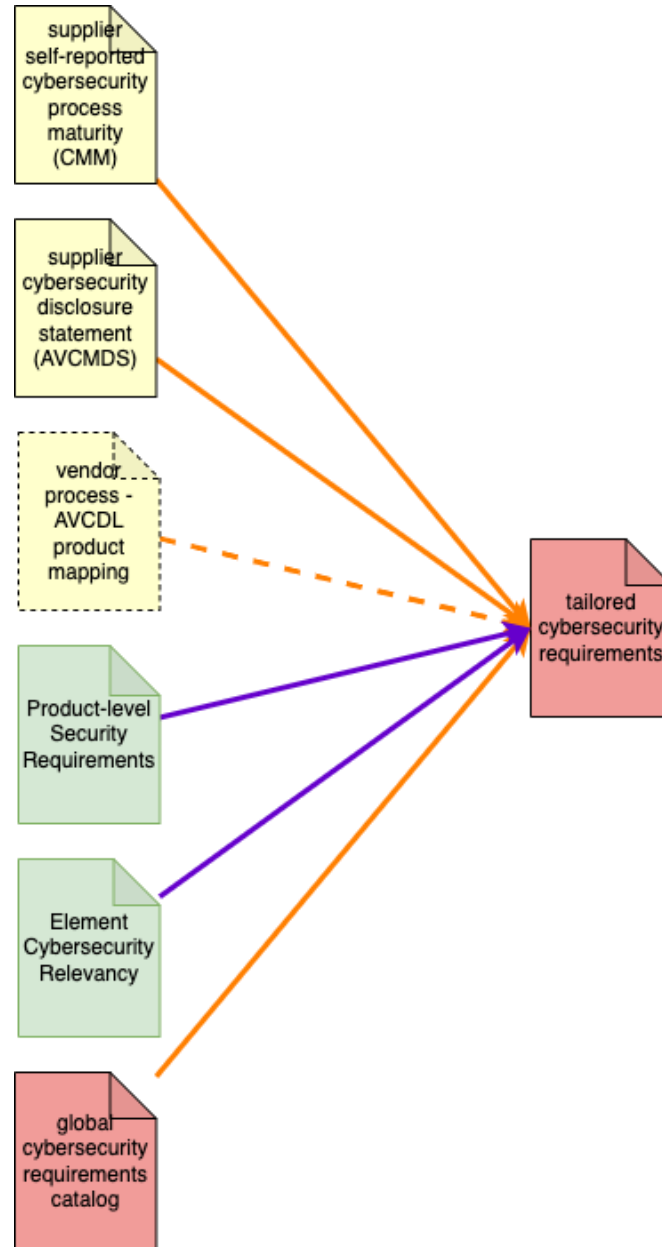 supplier
self-reported
cybersecurity
process
maturity
(CMM)
supplier
cybersecurity
disclosure
statement
(AVCMDS)
vendor
process -
AVCDL
product
mapping
tailored
cybersecurity
requirements
Product-level
Security
Requirements
Element
Cybersecurity
Relevancy
global
cybersecurity
requirements
catalog